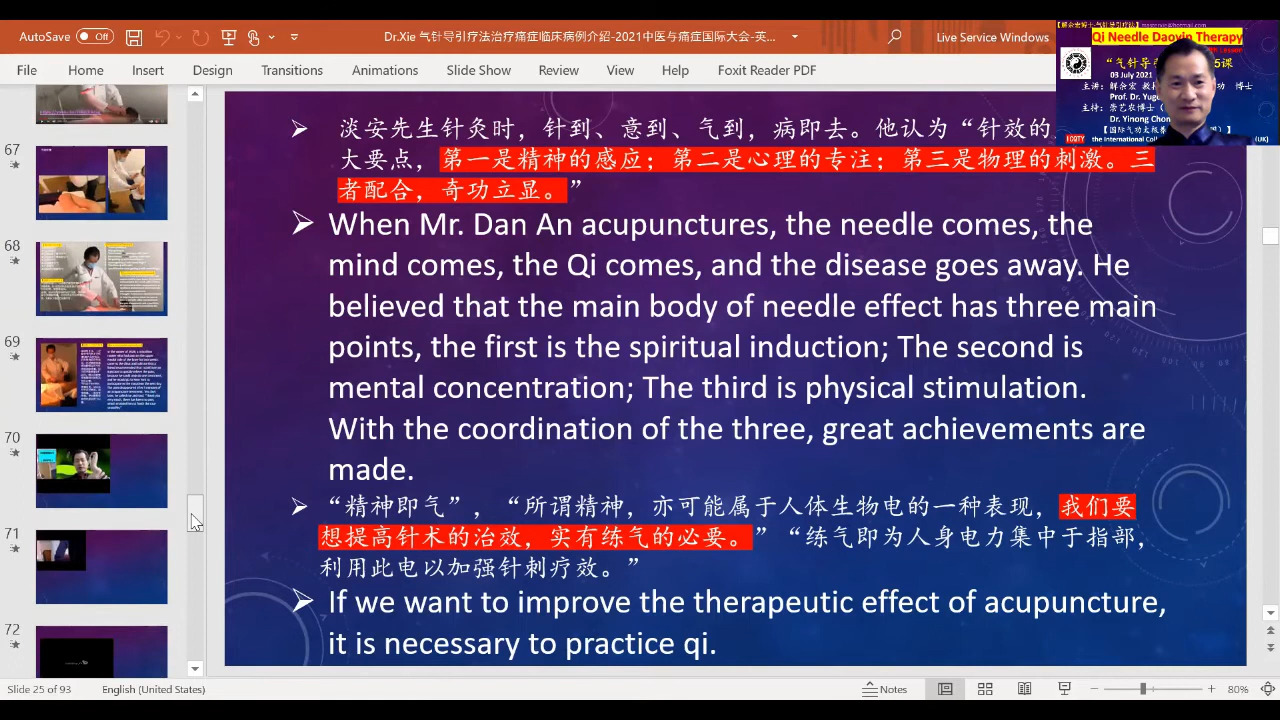 AutoSave Off
Dr.Xie 气针导引疗法治疗痛症临床病例介绍-2021中医与痛症国际大会-英...
Live Service Windows
File Home Insert Design Transitions Animations Slide Show Review View Help Foxit Reader PDF
Qi Needle Daoyin Therapy
03 July 2021
67
68
69
70
71
72
淡安先生针灸时，针到、意到、气到，病即去。他认为“针效的
大要点，第一是精神的感应；第二是心理的专注；第三是物理的刺激。三
者配合，奇功立显。”
When Mr. Dan An acupunctures, the needle comes, the
mind comes, the Qi comes, and the disease goes away. He
believed that the main body of needle effect has three main
points, the first is the spiritual induction; The second is
mental concentration; The third is physical stimulation.
With the coordination of the three, great achievements are
made.
“精神即气”，“所谓精神，亦可能属于人体生物电的一种表现，我们要
想提高针术的治效，实有练气的必要。”“练气即为人身电力集中于指部，
利用此电以加强针刺疗效。”
If we want to improve the therapeutic effect of acupuncture,
it is necessary to practice qi.
Slide 25 of 93 English (United States) Notes 80%